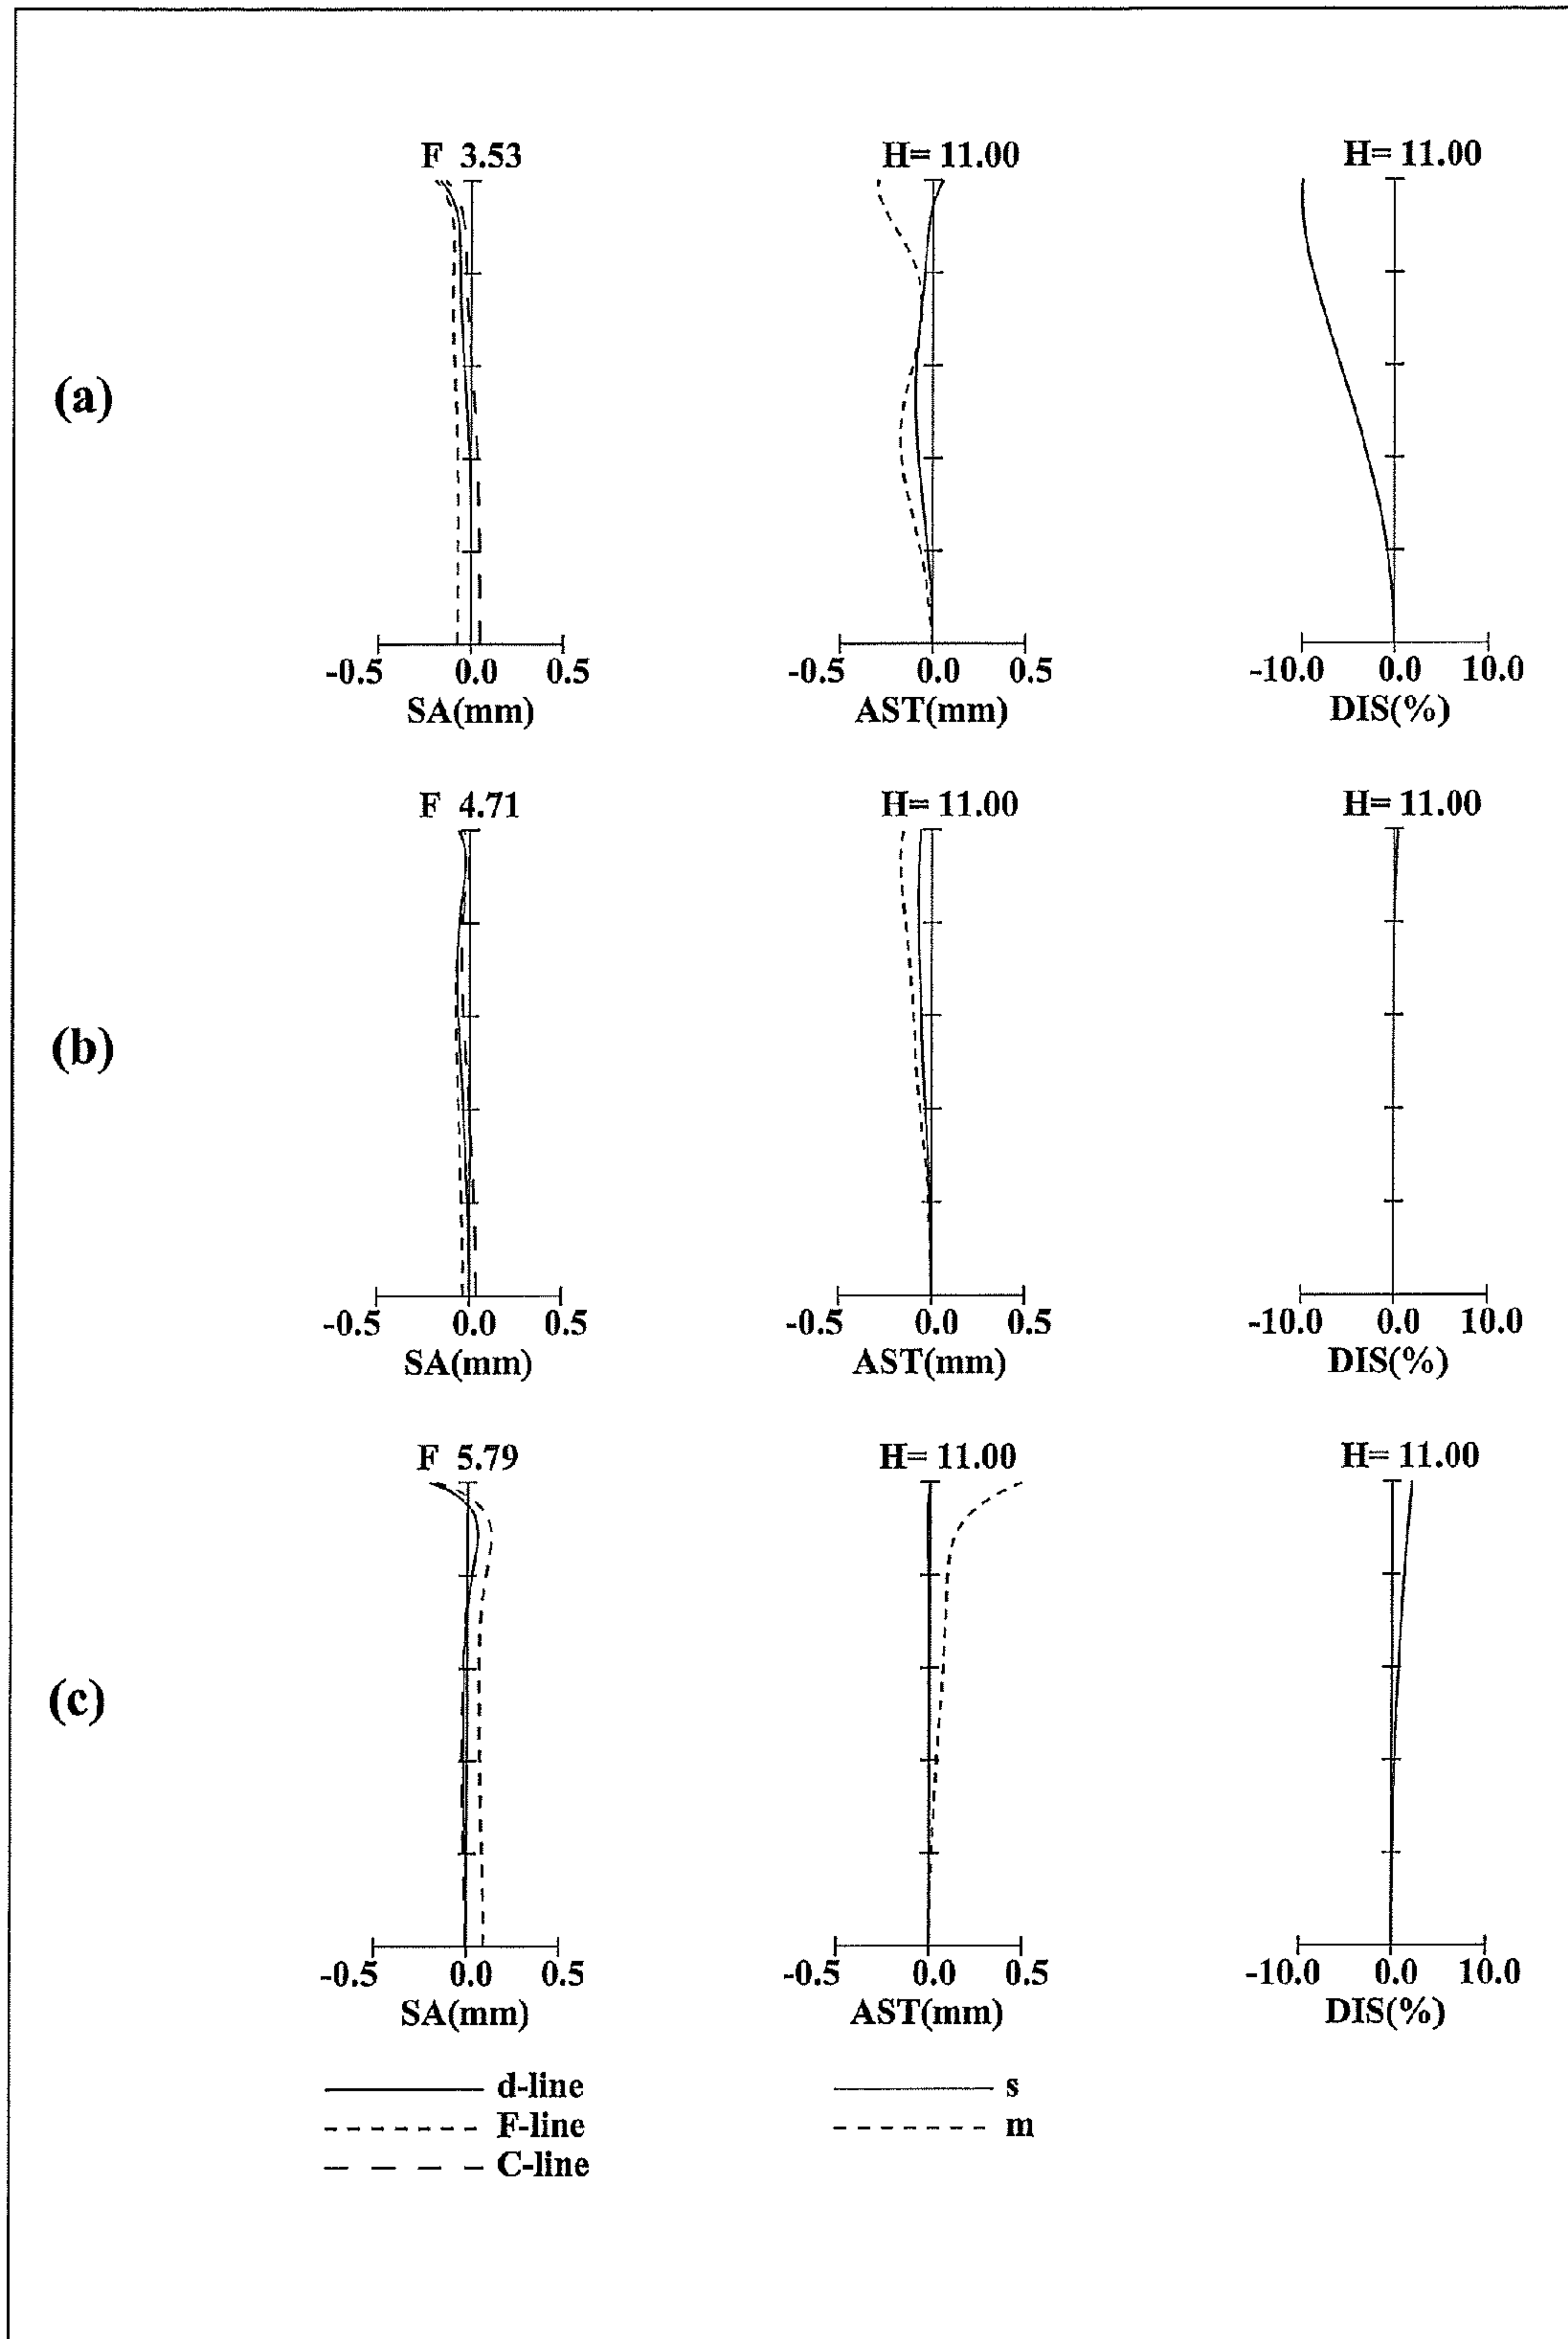 F 3.53
H= 11.00
H= 11.00
(a)
-0.5 0.0 0.5
-0.5 0.0 0.5
-10.0 0.0 10.0
SA(mm)
AST(mm)
DIS(%)
F 4.71
H= 11.00
H= 11.00
(b)
-0.5 0.0 0.5
-0.5 0.0 0.5
-10.0 0.0 10.0
SA(mm)
AST(mm)
DIS(%)
F 5.79
H= 11.00
H= 11.00
(c)
-0.5 0.0 0.5
-0.5 0.0 0.5
-10.0 0.0 10.0
SA(mm)
AST(mm)
DIS(%)
d-line
F-line
C-line
s
m